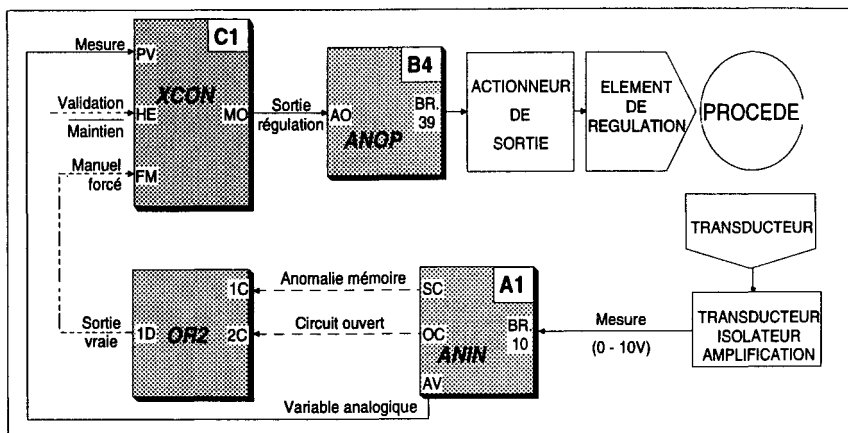 C1
Mesure
PV
XCON
Validation
HE
Maintien
Manuel
forcé
FM
MO
Sortie
régulation
B4
AO
BR.
39
ANOP
ACTIONNEUR
DE
SORTIE
ELEMENT
DE
REGULATION
PROCEDE
TRANSDUCTEUR
TRANSDUCTEUR
ISOLATEUR
AMPLIFICATION
Mesure
(0 - 10V)
A1
SC
BR.
10
OC
ANIN
AV
Anomalie mémoire
Circuit ouvert
1C
2C
1D
OR2
Sortie
vraie
Variable analogique